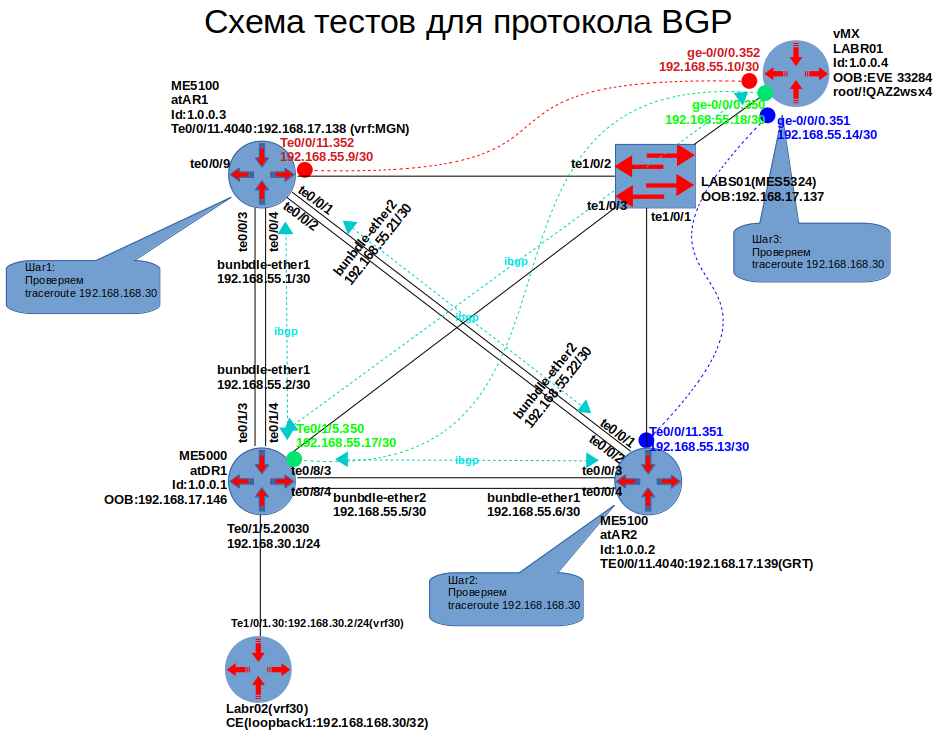 Схема тестов для протокола BGP
vMX
LABR01
Id:1.0.0.4
OOB:EVE 33284
root/!QAZ2wsx4
ge-0/0/0.352
192.168.55.10/30
ge-0/0/0.350
192.168.55.18/30
ge-0/0/0.351
192.168.55.14/30
ME5100
atAR1
Id:1.0.0.3
Te0/0/11.4040:192.168.17.138 (vrf:MGN)
Te0/0/11.352
192.168.55.9/30
te0/0/9
te1/0/2
te1/0/3
te1/0/1
LABS01(MES5324)
OOB:192.168.17.137
te0/0/1
te0/0/2
te0/0/3
te0/0/4
bunbdle-ether2
192.168.55.21/30
Шаг1:
Проверяем
traceroute 192.168.168.30
Шаг3:
Проверяем
traceroute 192.168.168.30
bunbdle-ether1
192.168.55.1/30
ibgp
ibgp
ibgp
bunbdle-ether1
192.168.55.2/30
bunbdle-ether2
192.168.55.22/30
te0/1/3
te0/1/4
Te0/1/5.350
192.168.55.17/30
te0/0/1
te0/0/2
Te0/0/11.351
192.168.55.13/30
ME5000
atDR1
Id:1.0.0.1
OOB:192.168.17.146
ibgp
te0/8/3
te0/8/4
te0/0/3
te0/0/4
bunbdle-ether2
192.168.55.5/30
bunbdle-ether1
192.168.55.6/30
ME5100
atAR2
Id:1.0.0.2
TE0/0/11.4040:192.168.17.139(GRT)
Te0/1/5.20030
192.168.30.1/24
Шаг2:
Проверяем
traceroute 192.168.168.30
Te1/0/1.30:192.168.30.2/24(vrf30)
Labr02(vrf30)
CE(loopback1:192.168.168.30/32)